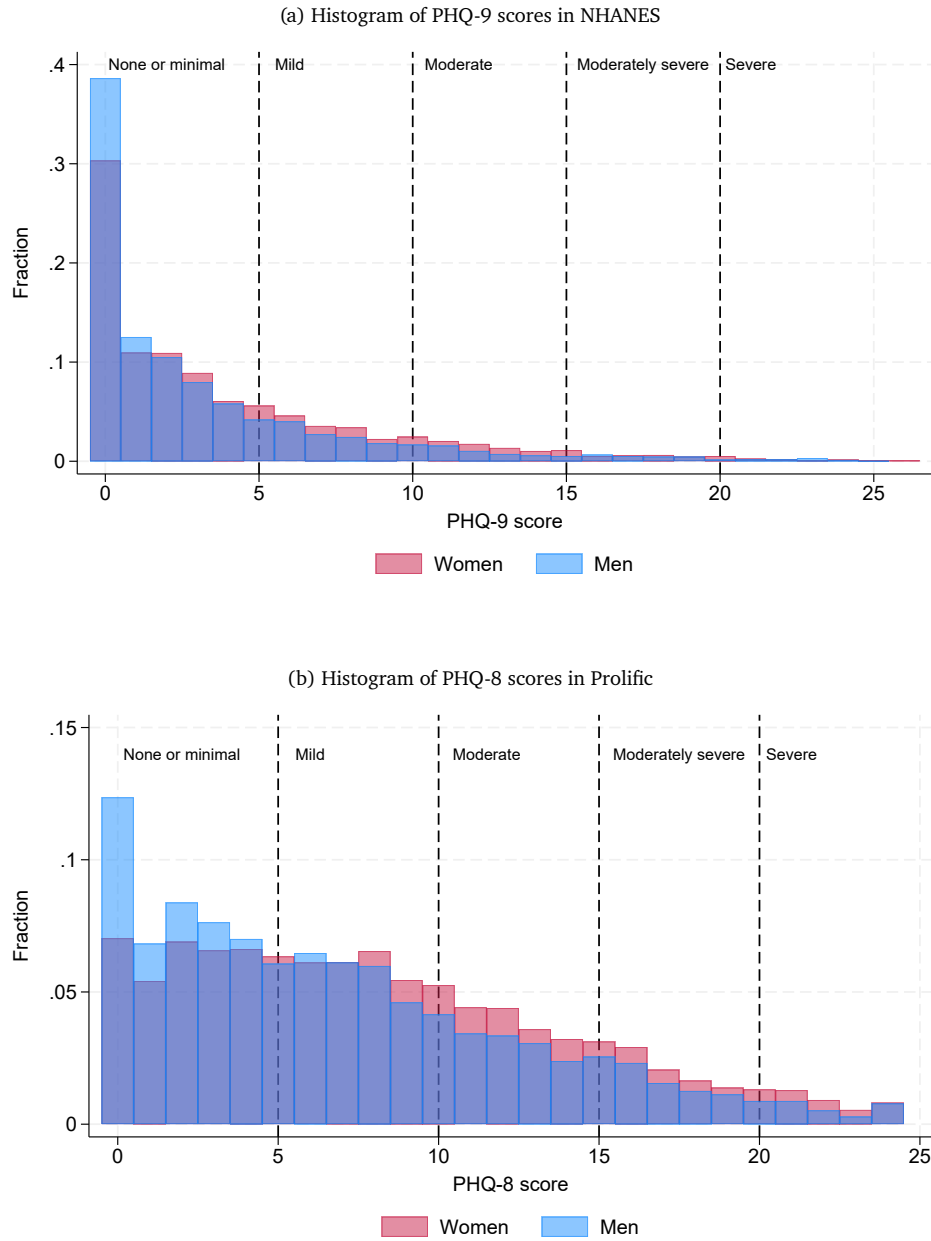 (a) Histogram of PHQ-9 scores in NHANES
None or minimal Mild Moderate Moderately severe Severe
.4
.3
.2
.1
0
Fraction
0 5 10 15 20 25
PHQ-9 score
Women Men
(b) Histogram of PHQ-8 scores in Prolific
.15
None or minimal Mild Moderate Moderately severe Severe
.1
.05
0
Fraction
0 5 10 15 20 25
PHQ-8 score
Women Men